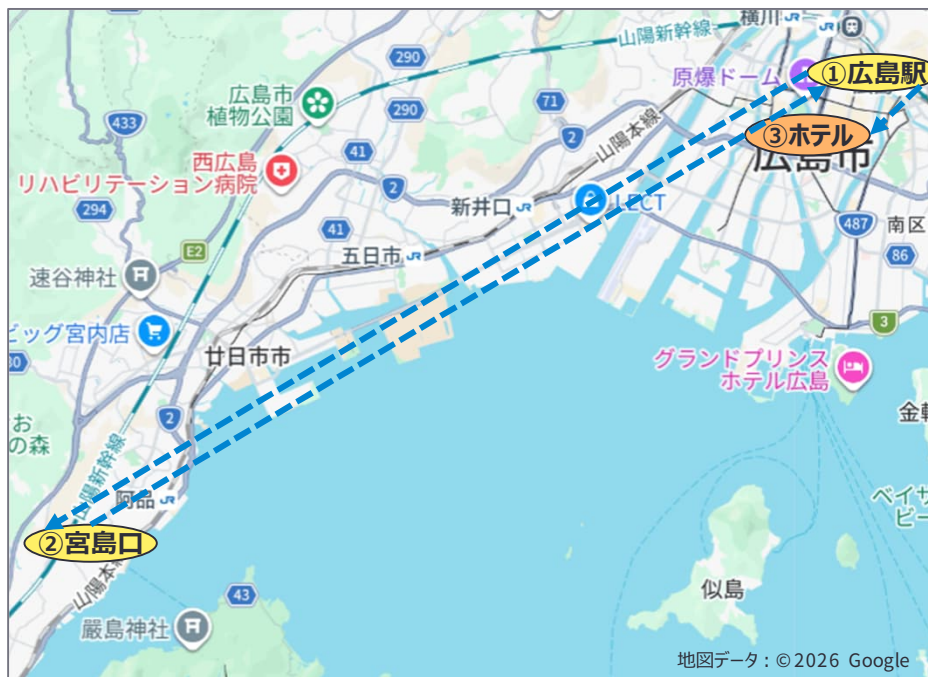 横川
山陽新幹線
290
原爆ドーム
①広島駅
広島市
植物公園
290
71
433
2
山陽本線
③ホテル
広島市
41
西広島
リハビリテーション病院
2
新井口
LECT
294
41
487
南区
E2
五日市
86
速谷神社
3
ビッグ宮内店
廿日市市
グランドプリンス
ホテル広島
2
お
の森
山陽新幹線
阿品
ベイサ
ビー
②宮島口
山陽本線
43
似島
嚴島神社
地図データ：©2026 Google